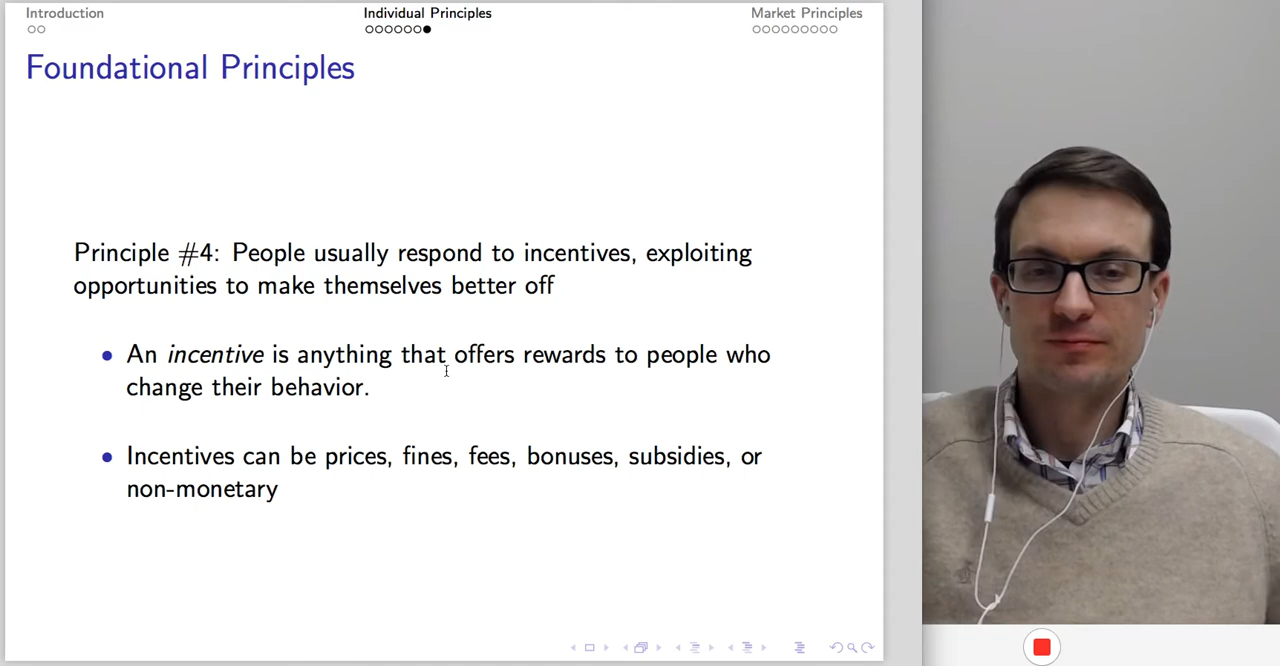 Introduction
Individual Principles
Market Principles
Foundational Principles
Principle #4: People usually respond to incentives, exploiting
opportunities to make themselves better off
• An incentive is anything that offers rewards to people who
change their behavior.
• Incentives can be prices, fines, fees, bonuses, subsidies, or
non-monetary